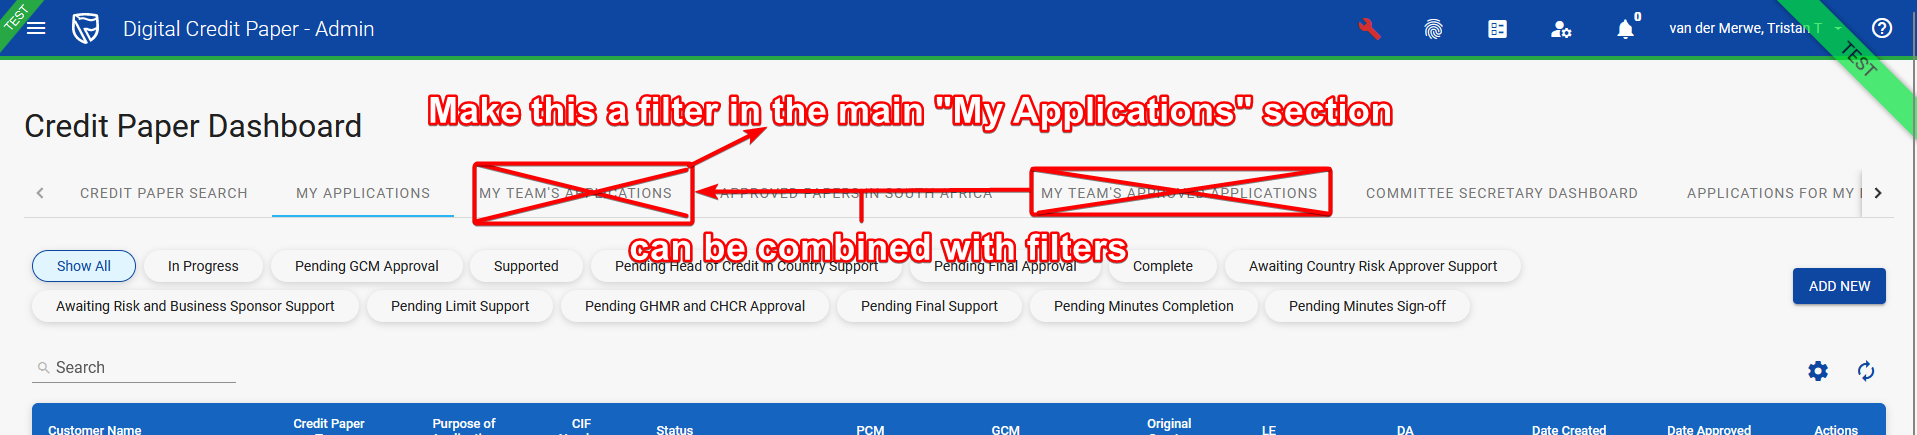 TEST
Digital Credit Paper - Admin
0
van der Merwe, Tristan T
TEST
Make this a filter in the main "My Applications" section
Credit Paper Dashboard
CREDIT PAPER SEARCH
MY APPLICATIONS
MY TEAM'S APPLICATIONS
APPROVED PAPERS IN SOUTH AFRICA
MY TEAM'S APPROVED APPLICATIONS
COMMITTEE SECRETARY DASHBOARD
APPLICATIONS FOR MY
can be combined with filters
Show All
In Progress
Pending GCM Approval
Supported
Pending Head of Credit in Country Support
Pending Final Approval
Complete
Awaiting Country Risk Approver Support
ADD NEW
Awaiting Risk and Business Sponsor Support
Pending Limit Support
Pending GHMR and CHCR Approval
Pending Final Support
Pending Minutes Completion
Pending Minutes Sign-off
Search
Customer Name
Credit Paper
Purpose of
CIF
Status
PCM
GCM
Original
LE
DA
Date Created
Date Approved
Actions